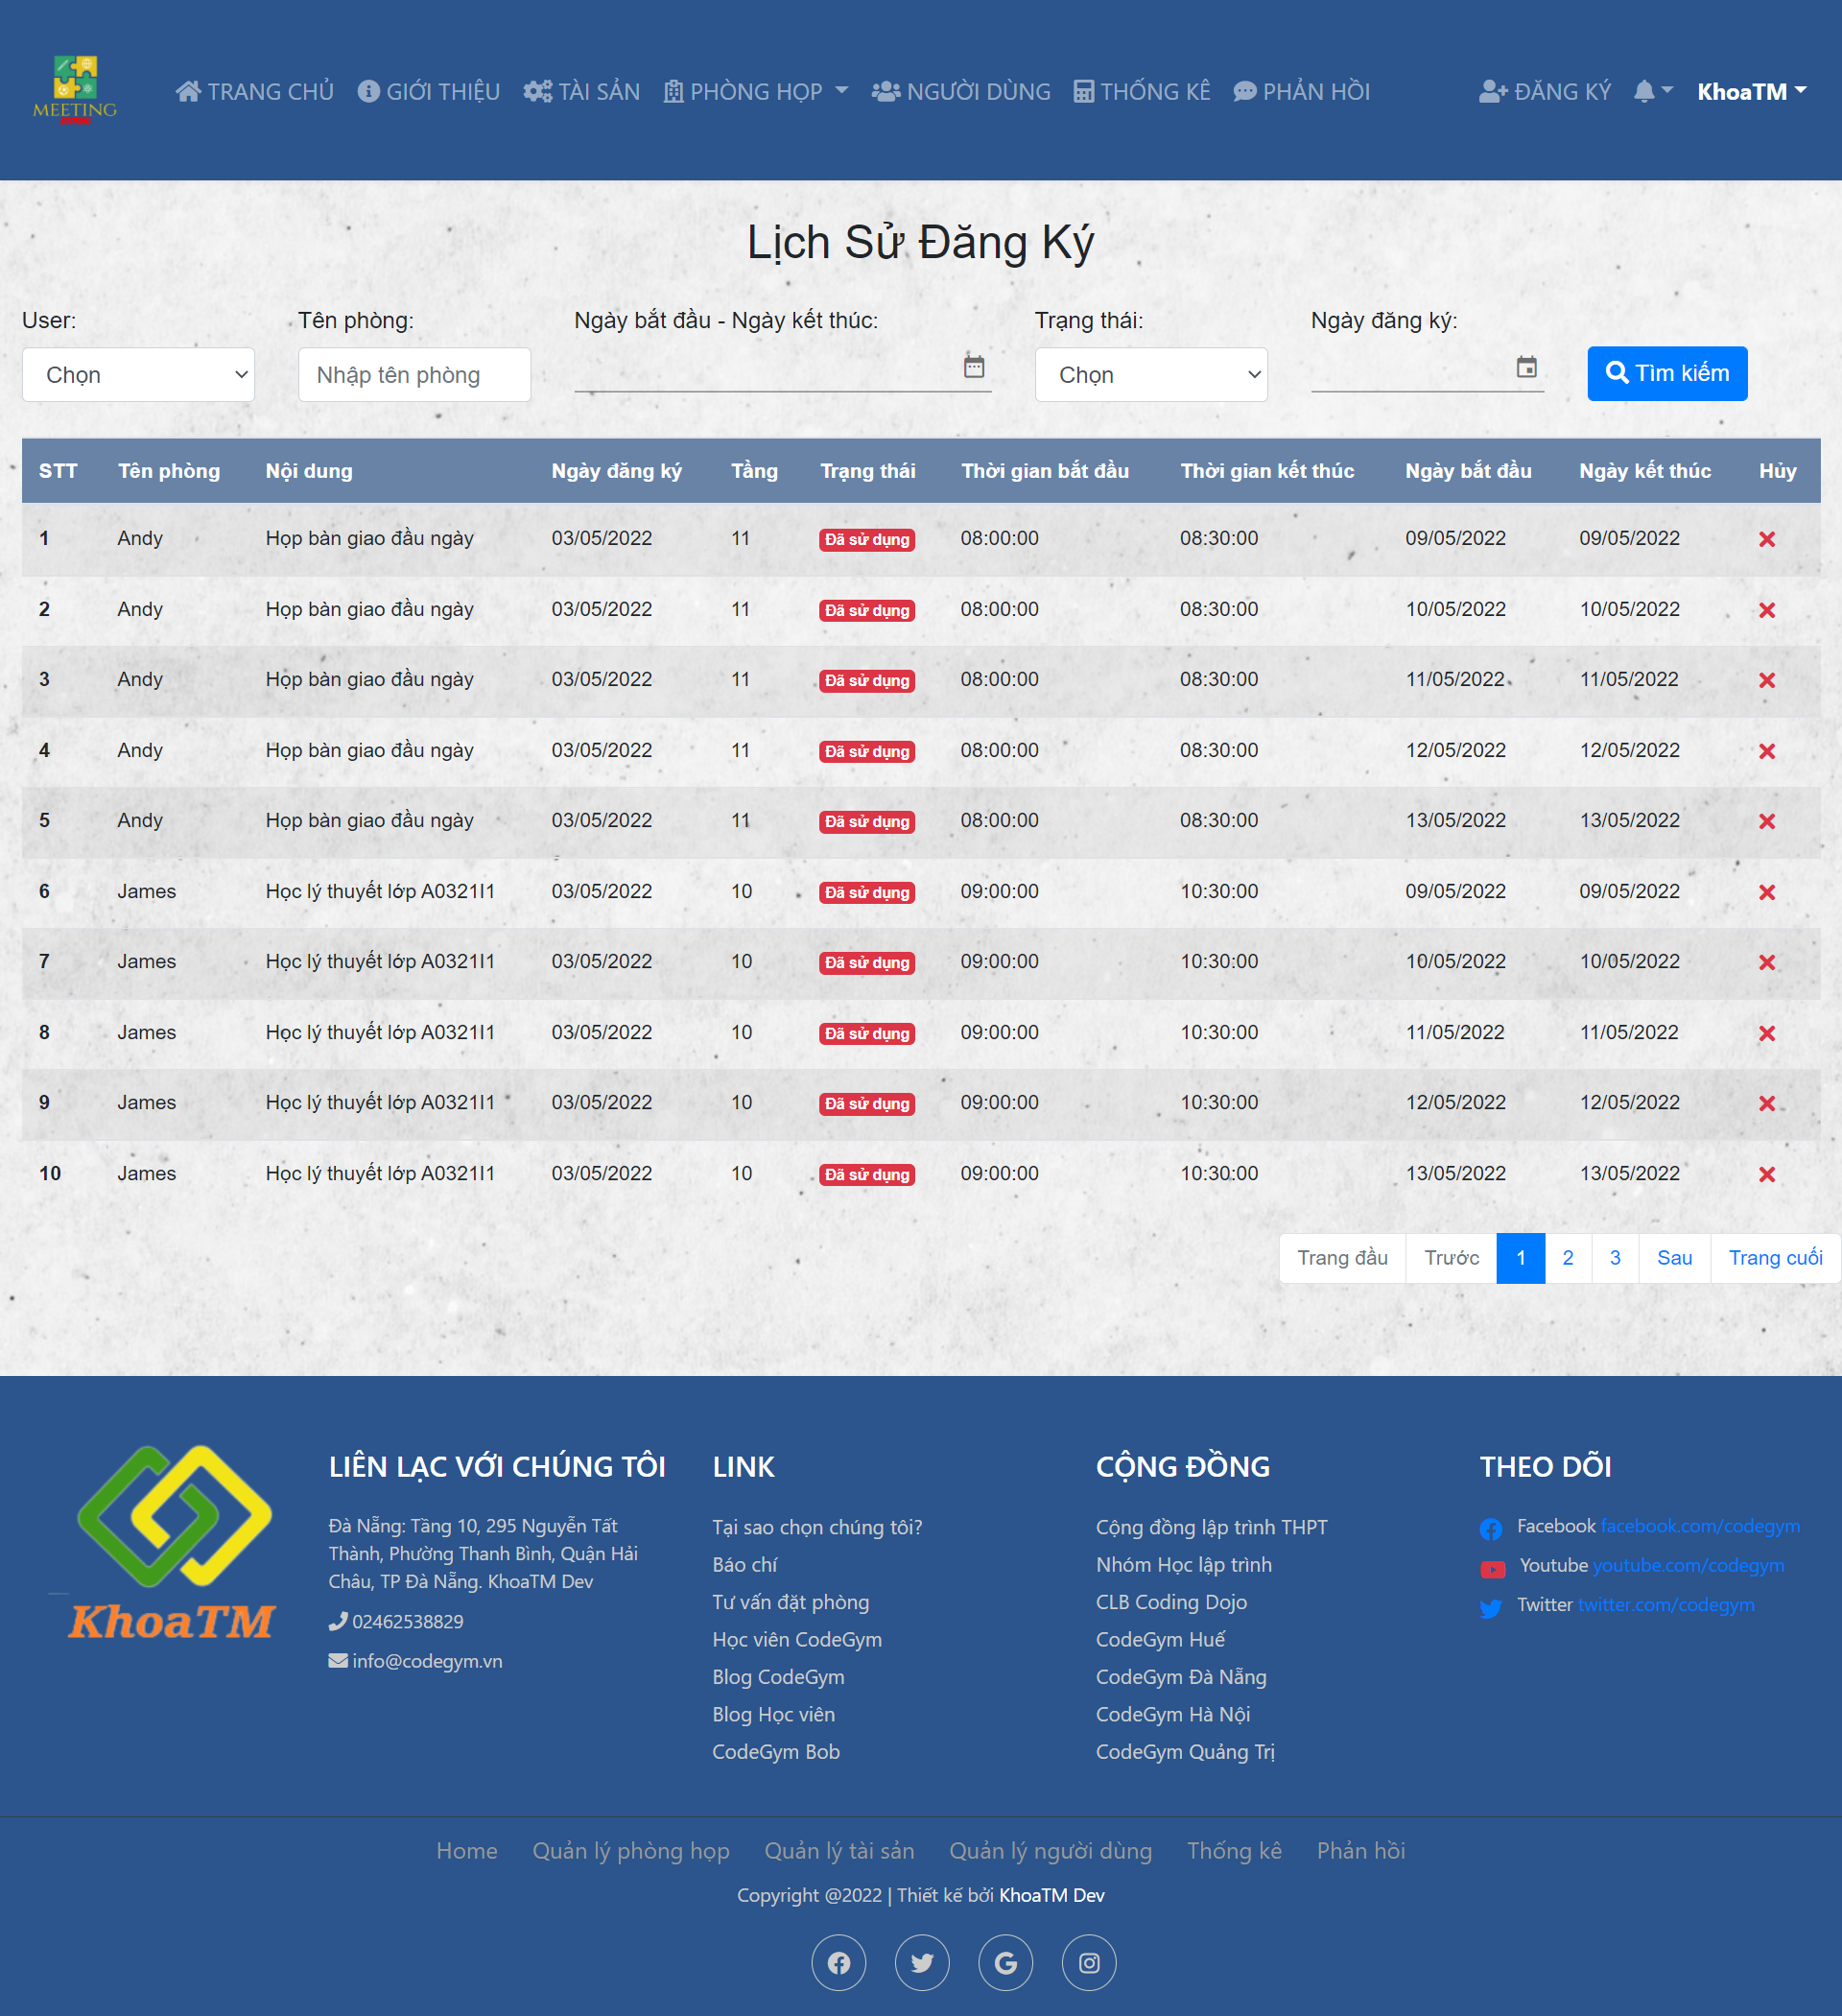 MEETING
TRANG CHỦ GIỚI THIỆU TÀI SẢN PHÒNG HỌP NGƯỜI DÙNG THỐNG KÊ PHẢN HỒI ĐĂNG KÝ KhoaTM
Lịch Sử Đăng Ký
User: Tên phòng: Ngày bắt đầu - Ngày kết thúc: Trạng thái: Ngày đăng ký:
Chọn Nhập tên phòng Chọn Tìm kiếm
STT Tên phòng Nội dung Ngày đăng ký Tầng Trạng thái Thời gian bắt đầu Thời gian kết thúc Ngày bắt đầu Ngày kết thúc Hủy
1 Andy Họp bàn giao đầu ngày 03/05/2022 11 Đã sử dụng 08:00:00 08:30:00 09/05/2022 09/05/2022
2 Andy Họp bàn giao đầu ngày 03/05/2022 11 Đã sử dụng 08:00:00 08:30:00 10/05/2022 10/05/2022
3 Andy Họp bàn giao đầu ngày 03/05/2022 11 Đã sử dụng 08:00:00 08:30:00 11/05/2022 11/05/2022
4 Andy Họp bàn giao đầu ngày 03/05/2022 11 Đã sử dụng 08:00:00 08:30:00 12/05/2022 12/05/2022
5 Andy Họp bàn giao đầu ngày 03/05/2022 11 Đã sử dụng 08:00:00 08:30:00 13/05/2022 13/05/2022
6 James Học lý thuyết lớp A0321I1 03/05/2022 10 Đã sử dụng 09:00:00 10:30:00 09/05/2022 09/05/2022
7 James Học lý thuyết lớp A0321I1 03/05/2022 10 Đã sử dụng 09:00:00 10:30:00 10/05/2022 10/05/2022
8 James Học lý thuyết lớp A0321I1 03/05/2022 10 Đã sử dụng 09:00:00 10:30:00 11/05/2022 11/05/2022
9 James Học lý thuyết lớp A0321I1 03/05/2022 10 Đã sử dụng 09:00:00 10:30:00 12/05/2022 12/05/2022
10 James Học lý thuyết lớp A0321I1 03/05/2022 10 Đã sử dụng 09:00:00 10:30:00 13/05/2022 13/05/2022
Trang đầu Trước 1 2 3 Sau Trang cuối
KhoaTM
LIÊN LẠC VỚI CHÚNG TÔI
Đà Nẵng: Tầng 10, 295 Nguyễn Tất
Thành, Phường Thanh Bình, Quận Hải
Châu, TP Đà Nẵng. KhoaTM Dev
02462538829
info@codegym.vn
LINK
Tại sao chọn chúng tôi?
Báo chí
Tư vấn đặt phòng
Học viên CodeGym
Blog CodeGym
Blog Học viên
CodeGym Bob
CỘNG ĐỒNG
Cộng đồng lập trình THPT
Nhóm Học lập trình
CLB Coding Dojo
CodeGym Huế
CodeGym Đà Nẵng
CodeGym Hà Nội
CodeGym Quảng Trị
THEO DÕI
Facebook facebook.com/codegym
Youtube youtube.com/codegym
Twitter twitter.com/codegym
Home Quản lý phòng họp Quản lý tài sản Quản lý người dùng Thống kê Phản hồi
Copyright @2022 | Thiết kế bởi KhoaTM Dev